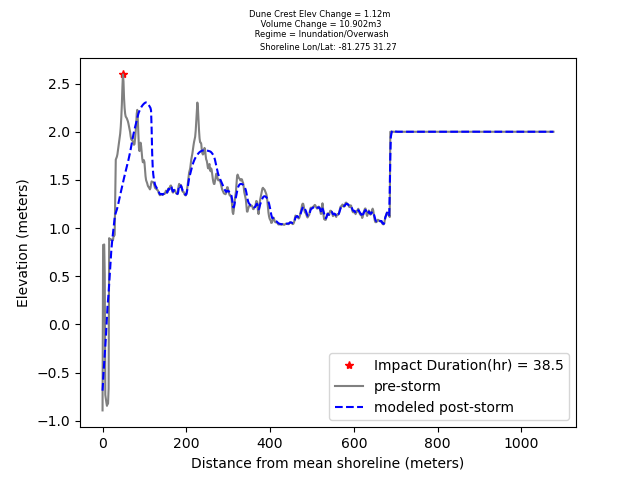 Dune Crest Elev Change = 1.12m
Volume Change = 10.902m3
Regime = Inundation/Overwash
Shoreline Lon/Lat: -81.275 31.27
Elevation (meters)
2.5
2.0
1.5
1.0
0.5
0.0
−0.5
−1.0
Impact Duration(hr) = 38.5
pre-storm
modeled post-storm
0 200 400 600 800 1000
Distance from mean shoreline (meters)